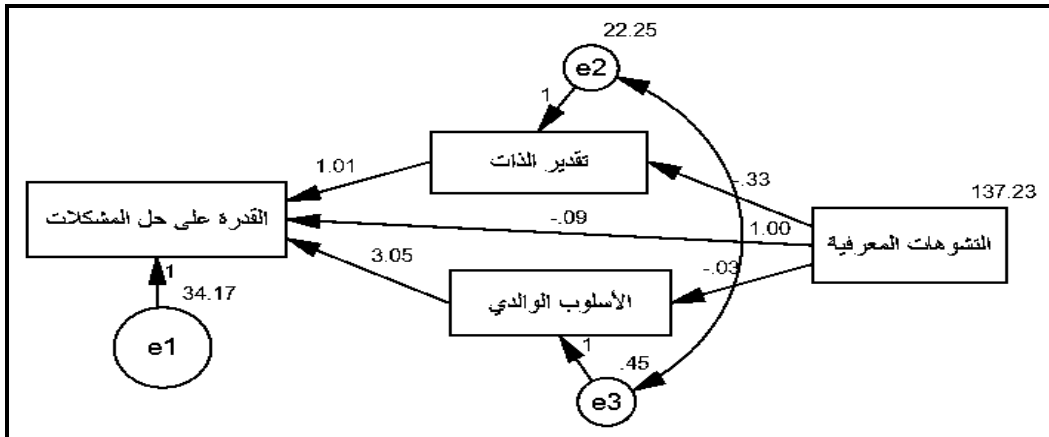 22.25
e2
1
تقدير الذات
1.01
-.33
137.23
القدرة على حل المشكلات
-.09
1.00
التشوهات المعرفية
3.05
-.03
الأسلوب الوالدي
1
34.17
e1
1
.45
e3